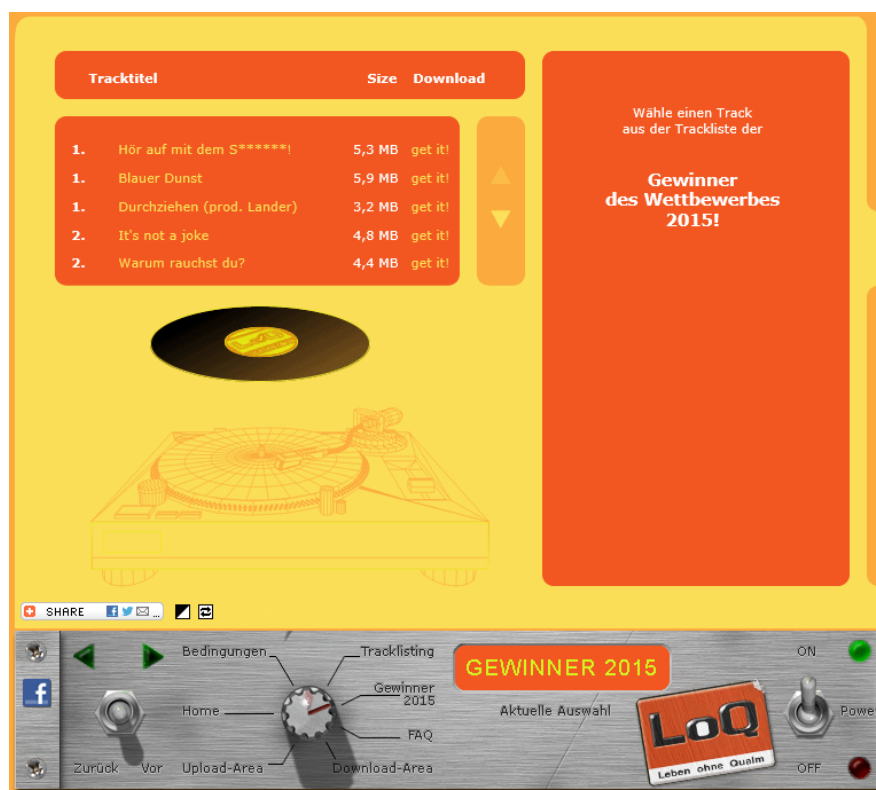 Tracktitel Size Download
1. Hör auf mit dem S******! 5,3 MB get it!
1. Blauer Dunst 5,9 MB get it!
1. Durchziehen (prod. Lander) 3,2 MB get it!
2. It's not a joke 4,8 MB get it!
2. Warum rauchst du? 4,4 MB get it!
Wähle einen Track
aus der Trackliste der
Gewinner
des Wettbewerbes
2015!
LoQ
SHARE ...
Bedingungen
Tracklisting
Home
Gewinner
2015
FAQ
Zurück Vor
Upload-Area
Download-Area
GEWINNER 2015
Aktuelle Auswahl
LoQ
Leben ohne Qualm
ON
Powe
OFF